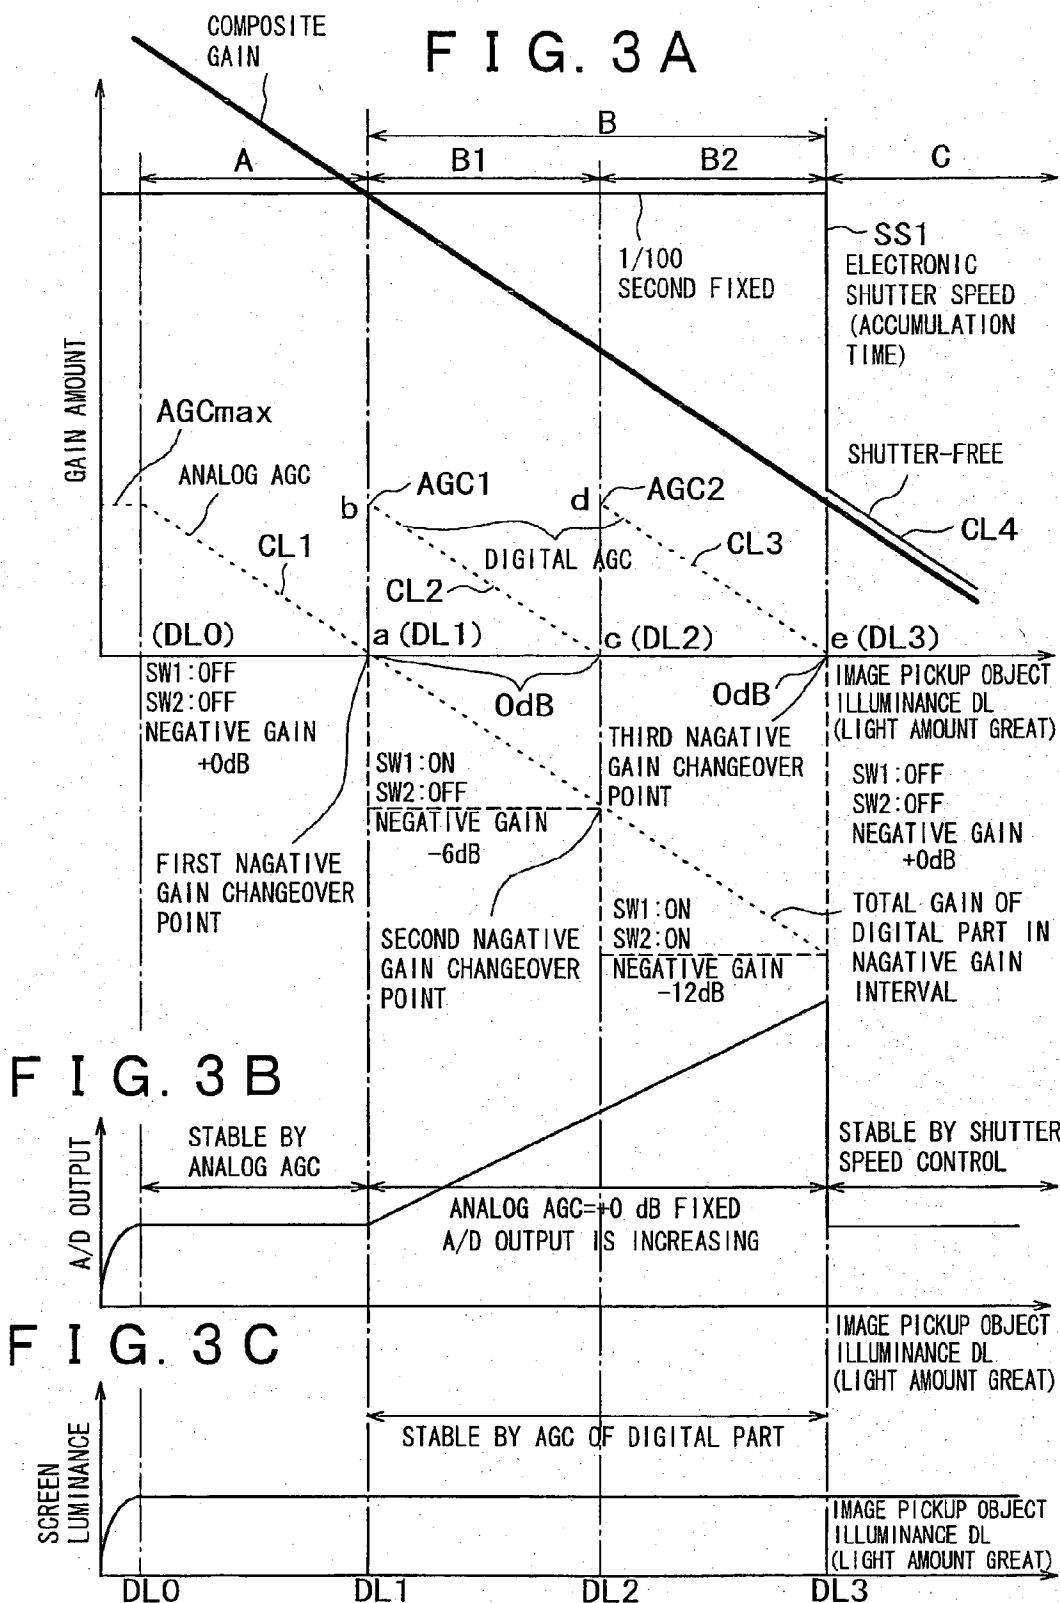 COMPOSITE
GAIN
FIG. 3A
B
A
B1
B2
C
1/100
SECOND FIXED
SS1
ELECTRONIC
SHUTTER SPEED
(ACCUMULATION
TIME)
GAIN AMOUNT
AGCmax
ANALOG AGC
CL1
b
AGC1
DIGITAL AGC
CL2
d
AGC2
CL3
SHUTTER-FREE
CL4
(DL0)
a (DL1)
c (DL2)
e (DL3)
SW1:OFF
SW2:OFF
NEGATIVE GAIN
+0dB
0dB
0dB
IMAGE PICKUP OBJECT
ILLUMINANCE DL
(LIGHT AMOUNT GREAT)
FIRST NAGATIVE
GAIN CHANGEOVER
POINT
SW1:ON
SW2:OFF
NEGATIVE GAIN
-6dB
THIRD NAGATIVE
GAIN CHANGEOVER
POINT
SW1:OFF
SW2:OFF
NEGATIVE GAIN
+0dB
SECOND NAGATIVE
GAIN CHANGEOVER
POINT
SW1:ON
SW2:ON
NEGATIVE GAIN
-12dB
TOTAL GAIN OF
DIGITAL PART IN
NAGATIVE GAIN
INTERVAL
FIG. 3B
A/D OUTPUT
STABLE BY
ANALOG AGC
ANALOG AGC=+0 dB FIXED
A/D OUTPUT IS INCREASING
STABLE BY SHUTTER
SPEED CONTROL
IMAGE PICKUP OBJECT
ILLUMINANCE DL
(LIGHT AMOUNT GREAT)
FIG. 3C
SCREEN
LUMINANCE
STABLE BY AGC OF DIGITAL PART
IMAGE PICKUP OBJECT
ILLUMINANCE DL
(LIGHT AMOUNT GREAT)
DL0
DL1
DL2
DL3